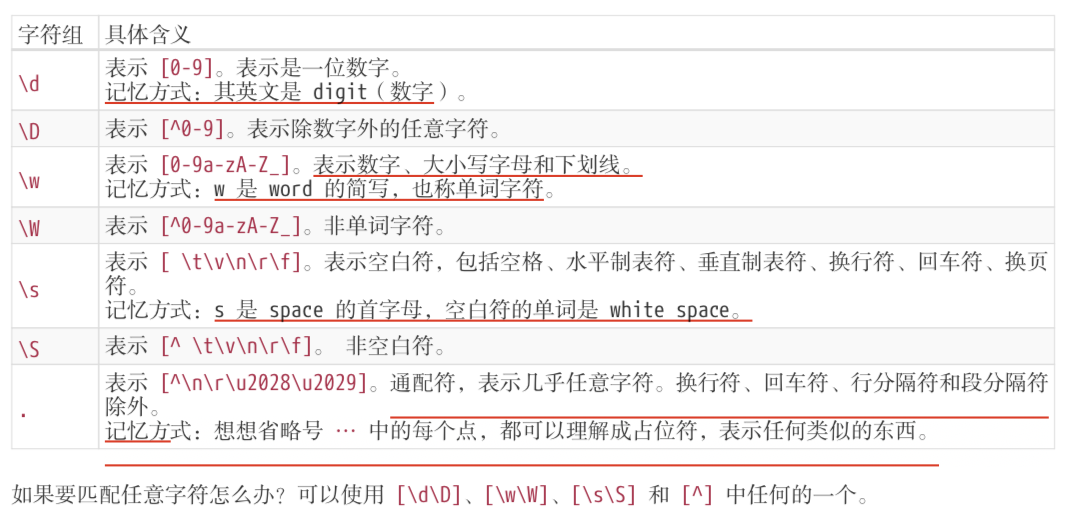 字符组 具体含义
\d 表示 [0-9]。表示是一位数字。
记忆方式：其英文是 digit（数字）。
\D 表示 [^0-9]。表示除数字外的任意字符。
\w 表示 [0-9a-zA-Z_]。表示数字、大小写字母和下划线。
记忆方式：w 是 word 的简写，也称单词字符。
\W 表示 [^0-9a-zA-Z_]。非单词字符。
\s 表示 [ \t\v\n\r\f]。表示空白符，包括空格、水平制表符、垂直制表符、换行符、回车符、换页
符。
记忆方式：s 是 space 的首字母，空白符的单词是 white space。
\S 表示 [^ \t\v\n\r\f]。 非空白符。
. 表示 [^\n\r\u2028\u2029]。通配符，表示几乎任意字符。换行符、回车符、行分隔符和段分隔符
除外。
记忆方式：想想省略号 … 中的每个点，都可以理解成占位符，表示任何类似的东西。
如果要匹配任意字符怎么办？可以使用 [\d\D]、[\w\W]、[\s\S] 和 [^] 中任何的一个。